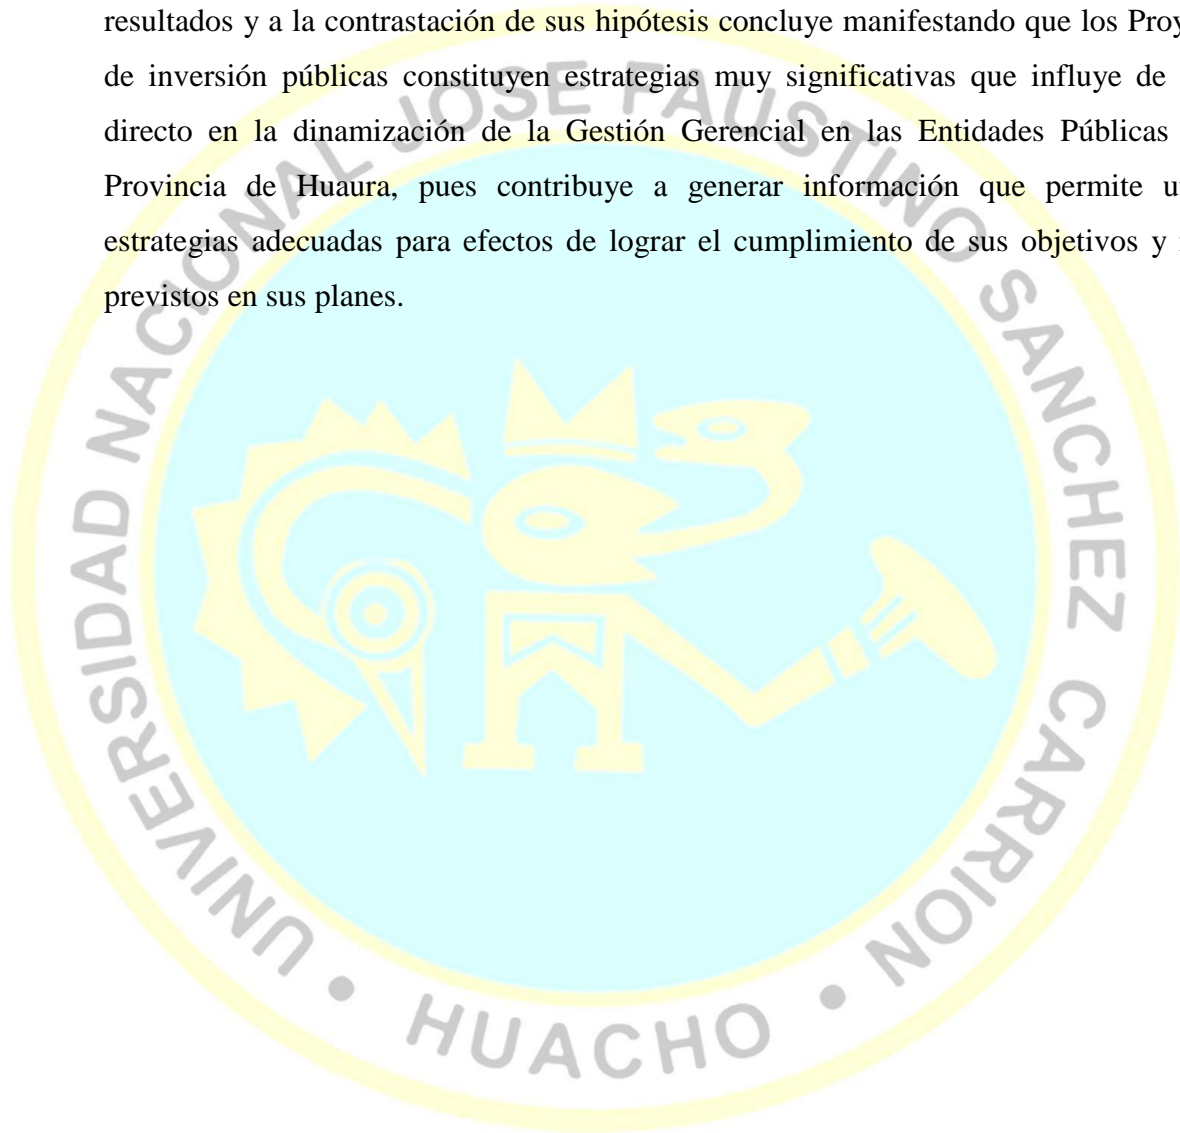 resultados y a la contrastación de sus hipótesis concluye manifestando que los Proy
de inversión públicas constituyen estrategias muy significativas que influye de
directo en la dinamización de la Gestión Gerencial en las Entidades Públicas
Provincia de Huaura, pues contribuye a generar información que permite u
estrategias adecuadas para efectos de lograr el cumplimiento de sus objetivos y
previstos en sus planes.
UNIVERSIDAD NACIONAL JOSE FAUSTINO SANCHEZ CARRION
• HUACHO •